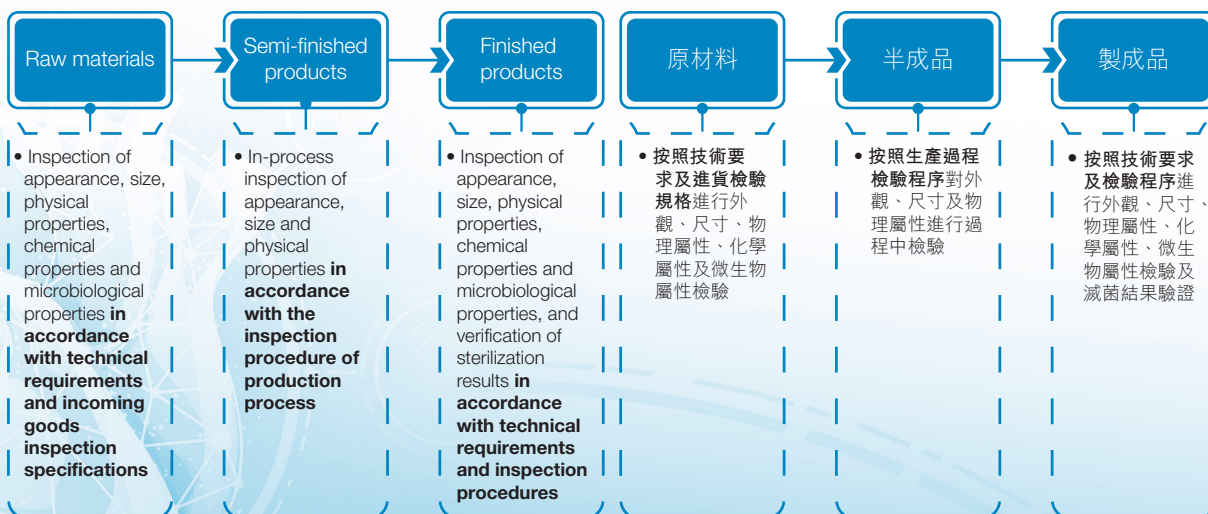 Raw materials
Semi-finished
products
Finished
products
原材料
半成品
製成品
• Inspection of
appearance, size,
physical
properties,
chemical
properties and
microbiological
properties in
accordance
with technical
requirements
and incoming
goods
inspection
specifications
• In-process
inspection of
appearance,
size and
physical
properties in
accordance
with the
inspection
procedure of
production
process
• Inspection of
appearance,
size, physical
properties,
chemical
properties and
microbiological
properties, and
verification of
sterilization
results in
accordance
with technical
requirements
and inspection
procedures
• 按照技術要
求及進貨檢驗
規格進行外
觀、尺寸、物
理屬性、化學
屬性及微生物
屬性檢驗
• 按照生產過程
檢驗程序對外
觀、尺寸及物
理屬性進行過
程中檢驗
• 按照技術要求
及檢驗程序進
行外觀、尺寸、
物理屬性、化
學屬性、微生
物屬性檢驗及
滅菌結果驗證